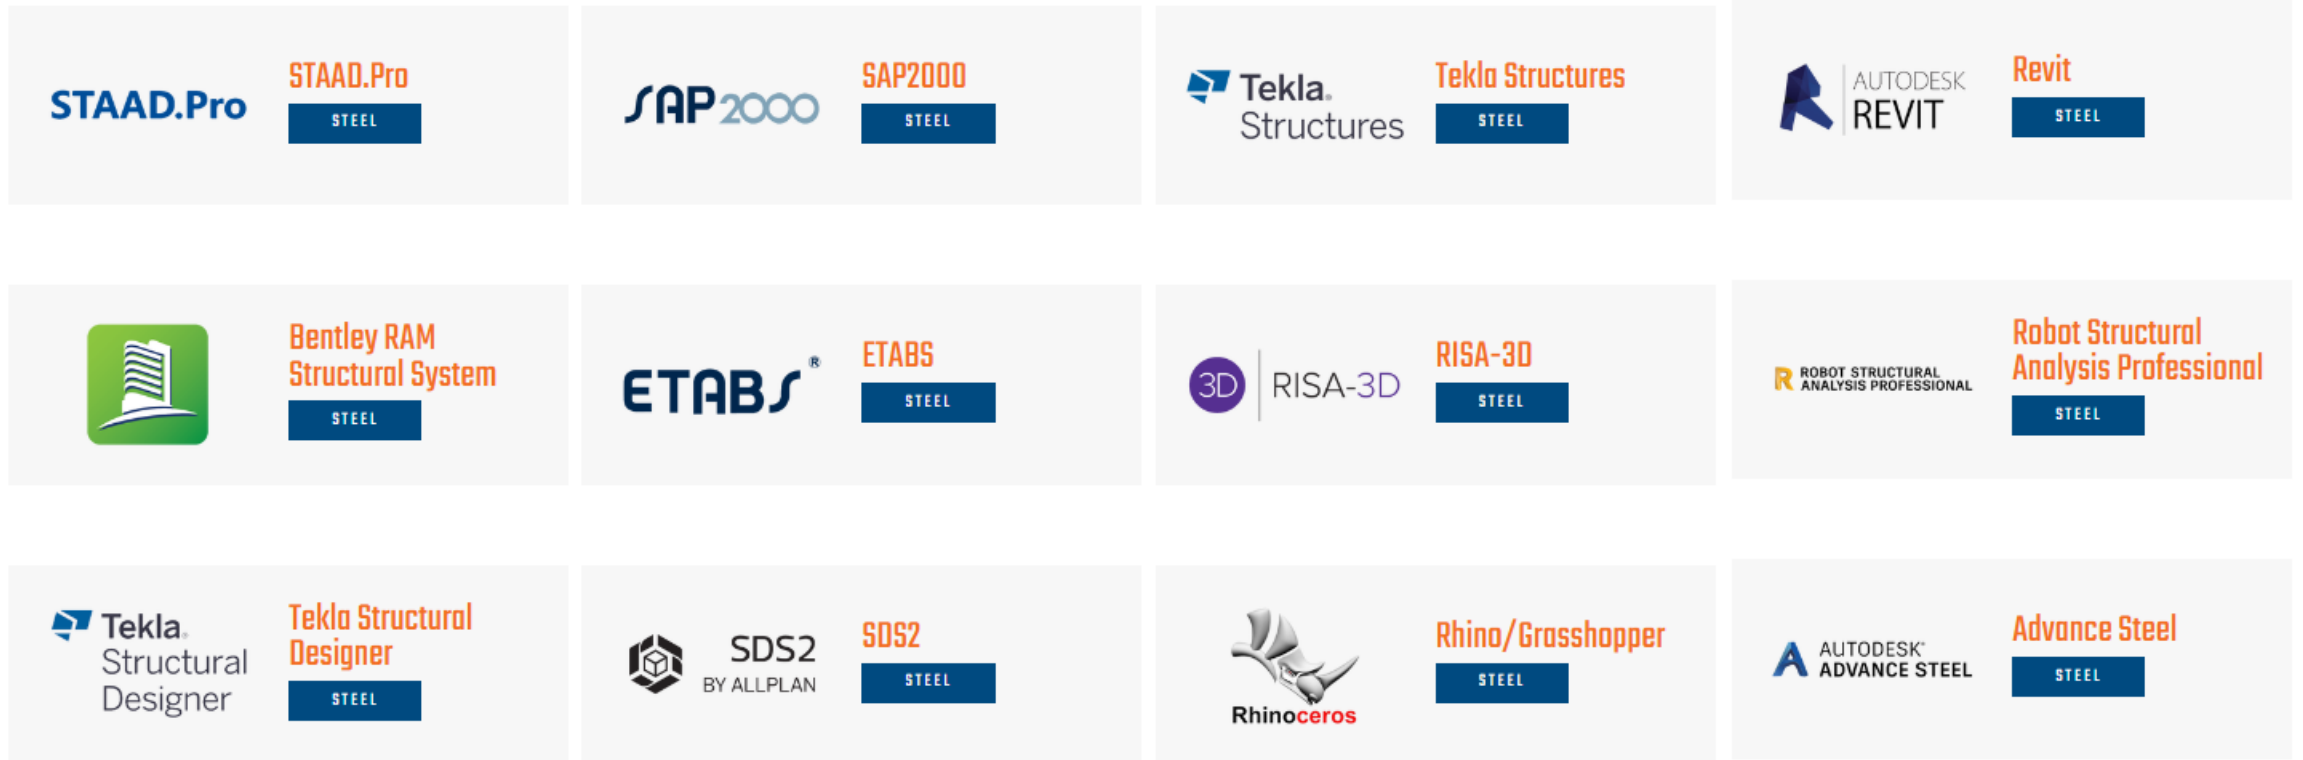 STAAD.Pro
STAAD.Pro
STEEL
SAP2000
SAP2000
STEEL
Tekla.
Structures
Tekla Structures
STEEL
AUTODESK
REVIT
Revit
STEEL
Bentley RAM
Structural System
STEEL
ETABS®
ETABS
STEEL
3D RISA-3D
RISA-3D
STEEL
R ROBOT STRUCTURAL
ANALYSIS PROFESSIONAL
Robot Structural
Analysis Professional
STEEL
Tekla.
Structural
Designer
Tekla Structural
Designer
STEEL
SDS2
BY ALLPLAN
SDS2
STEEL
Rhinoceros
Rhino/Grasshopper
STEEL
AUTODESK®
ADVANCE STEEL
Advance Steel
STEEL